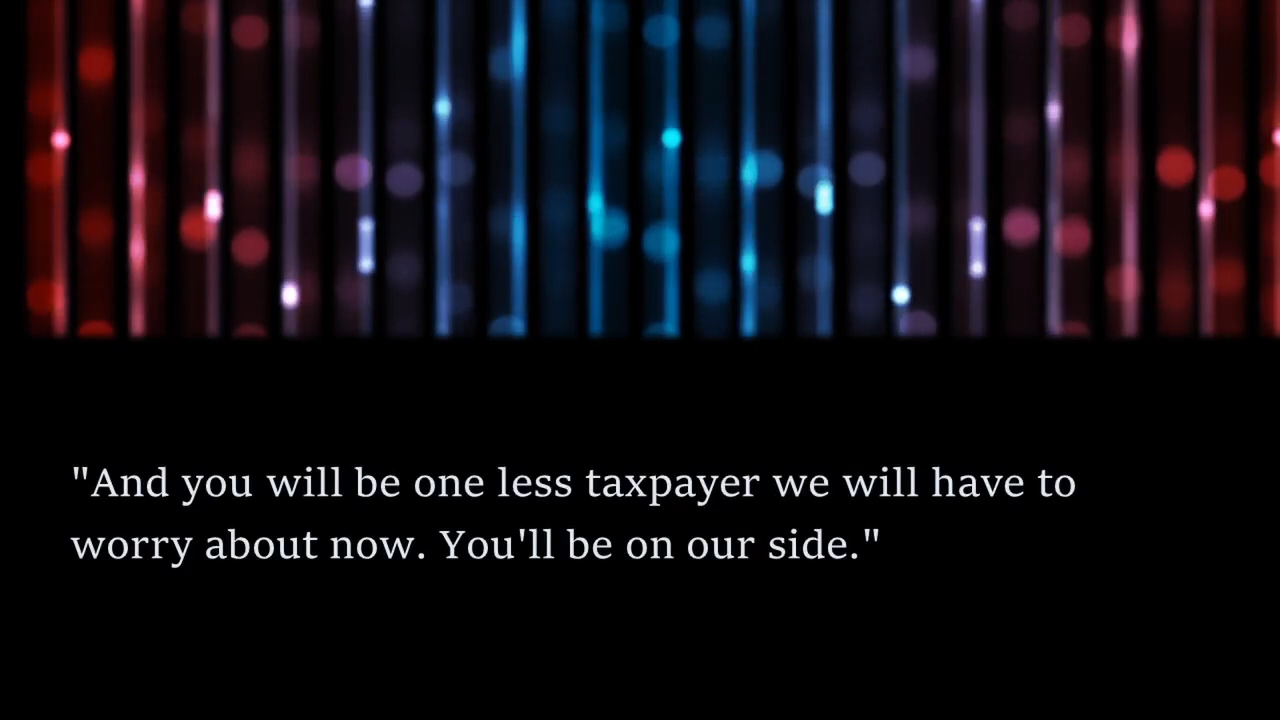 "And you will be one less taxpayer we will have to
worry about now. You'll be on our side."